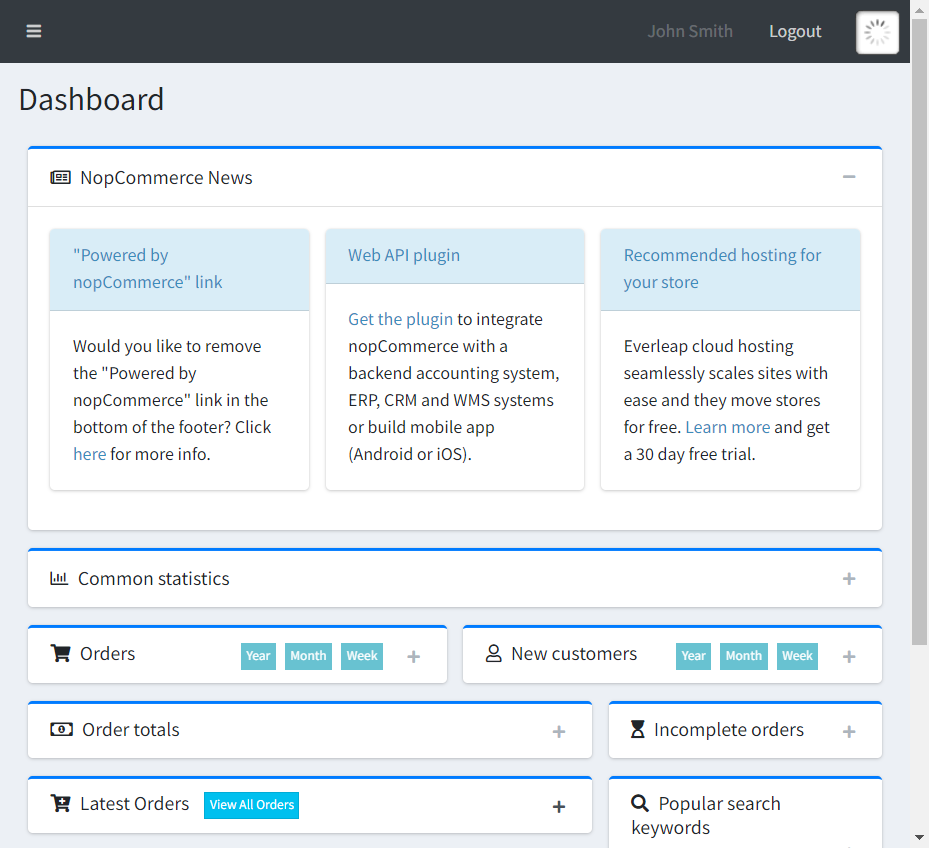 John Smith Logout
Dashboard
NopCommerce News
"Powered by
nopCommerce" link
Would you like to remove
the "Powered by
nopCommerce" link in the
bottom of the footer? Click
here for more info.
Web API plugin
Get the plugin to integrate
nopCommerce with a
backend accounting system,
ERP, CRM and WMS systems
or build mobile app
(Android or iOS).
Recommended hosting for
your store
Everleap cloud hosting
seamlessly scales sites with
ease and they move stores
for free. Learn more and get
a 30 day free trial.
Common statistics
Orders Year Month Week
New customers Year Month Week
Order totals
Incomplete orders
Latest Orders View All Orders
Popular search
keywords